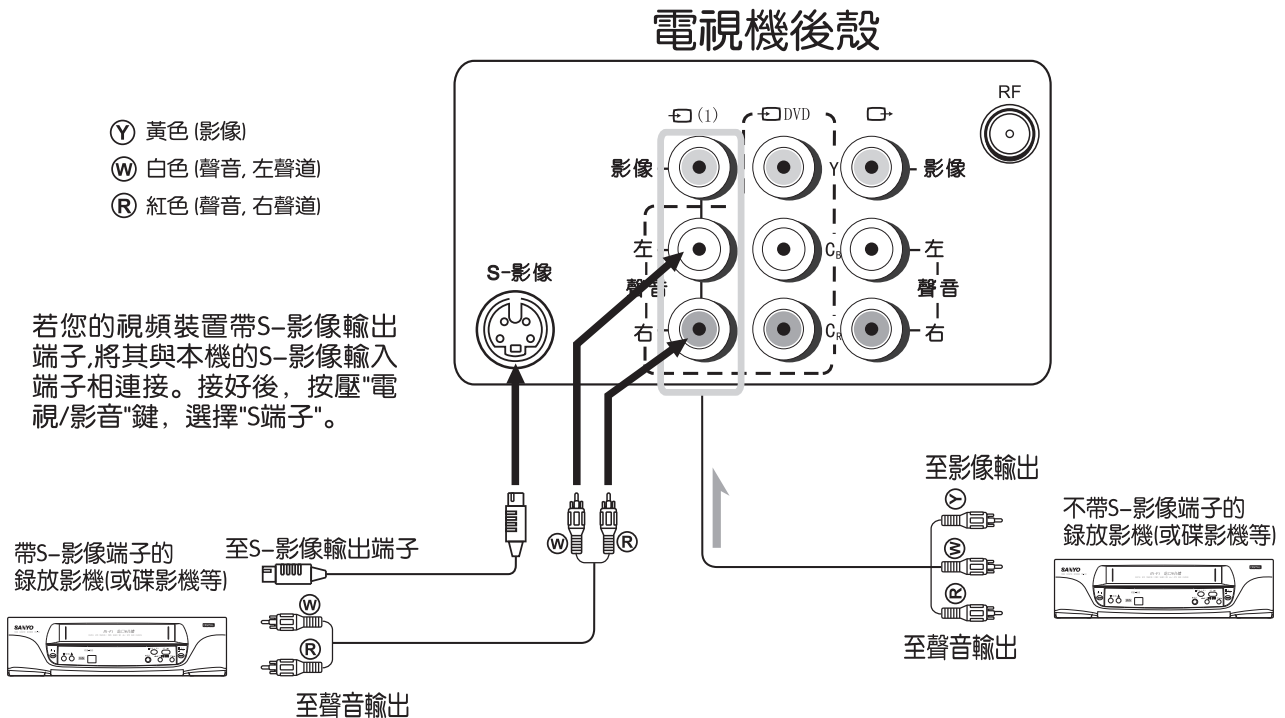 電視機後殼
Ⓨ 黃色 (影像)
Ⓦ 白色 (聲音, 左聲道)
Ⓡ 紅色 (聲音, 右聲道)
(1)
DVD
RF
影像
Y
影像
左
CB
左
聲音
聲音
右
CR
右
S-影像
若您的視頻裝置帶S-影像輸出
端子,將其與本機的S-影像輸入
端子相連接。接好後，按壓"電
視/影音"鍵，選擇"S端子"。
至影像輸出
Ⓨ
Ⓦ
Ⓡ
至聲音輸出
不帶S-影像端子的
錄放影機(或碟影機等)
SANYO
帶S-影像端子的
錄放影機(或碟影機等)
SANYO
至S-影像輸出端子
Ⓦ
Ⓡ
Ⓦ
Ⓡ
至聲音輸出